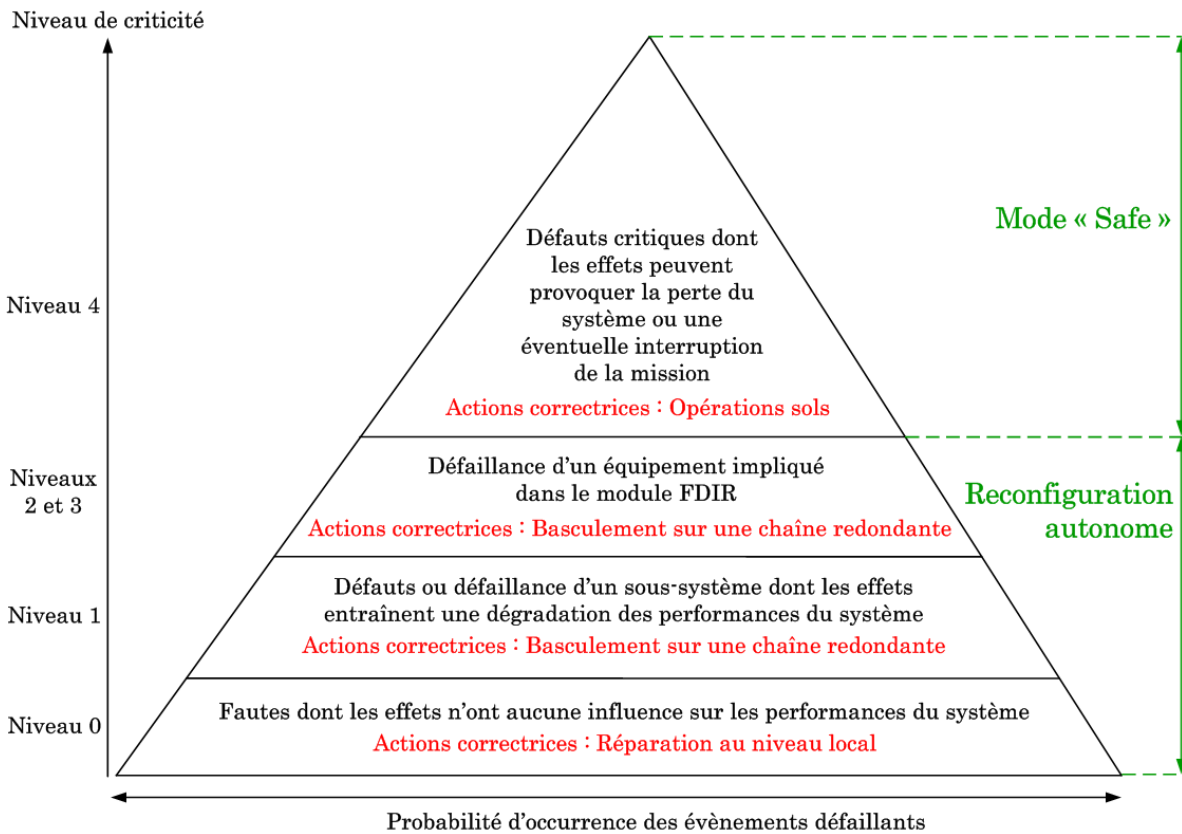 Niveau de criticité
Défauts critiques dont
les effets peuvent
provoquer la perte du
système ou une
éventuelle interruption
de la mission
Actions correctrices : Opérations sols
Niveau 4
Mode « Safe »
Niveaux
2 et 3
Défaillance d'un équipement impliqué
dans le module FDIR
Actions correctrices : Basculement sur une chaîne redondante
Reconfiguration
autonome
Niveau 1
Défauts ou défaillance d'un sous-système dont les effets
entraînent une dégradation des performances du système
Actions correctrices : Basculement sur une chaîne redondante
Niveau 0
Fautes dont les effets n'ont aucune influence sur les performances du système
Actions correctrices : Réparation au niveau local
Probabilité d'occurrence des évènements défaillants